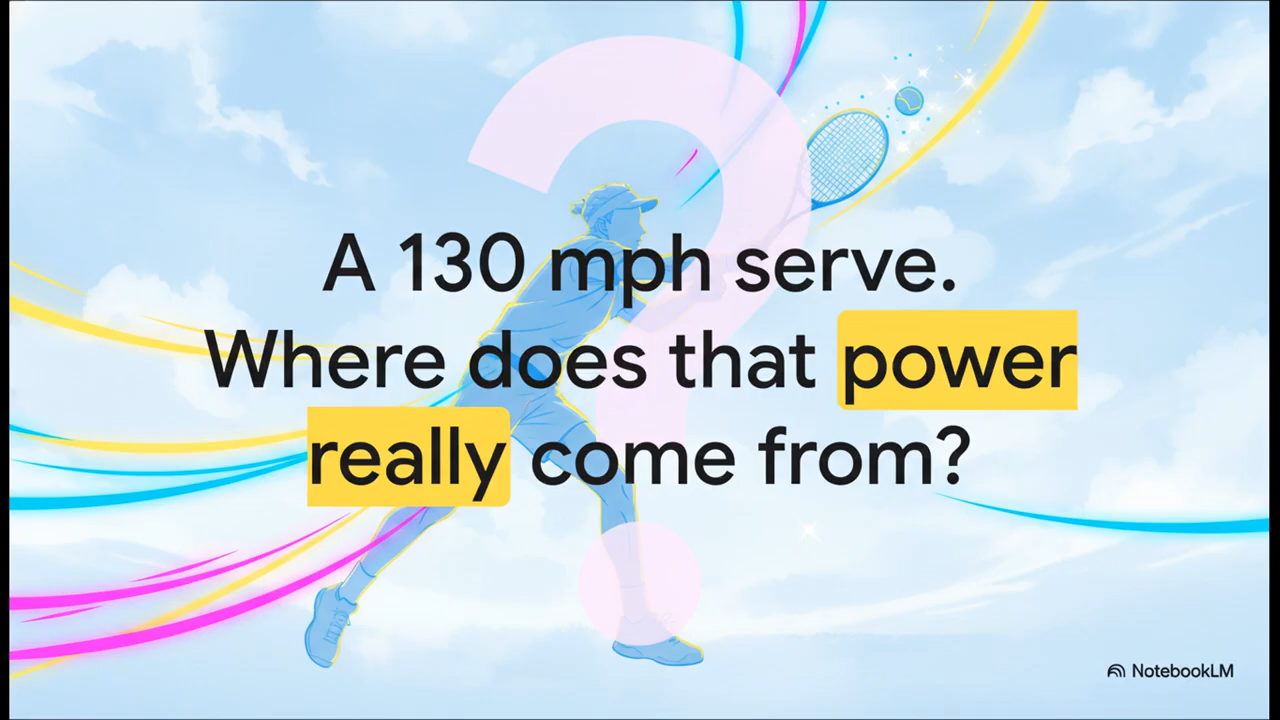 A 130 mph serve.
Where does that power
really come from?
NotebookLM